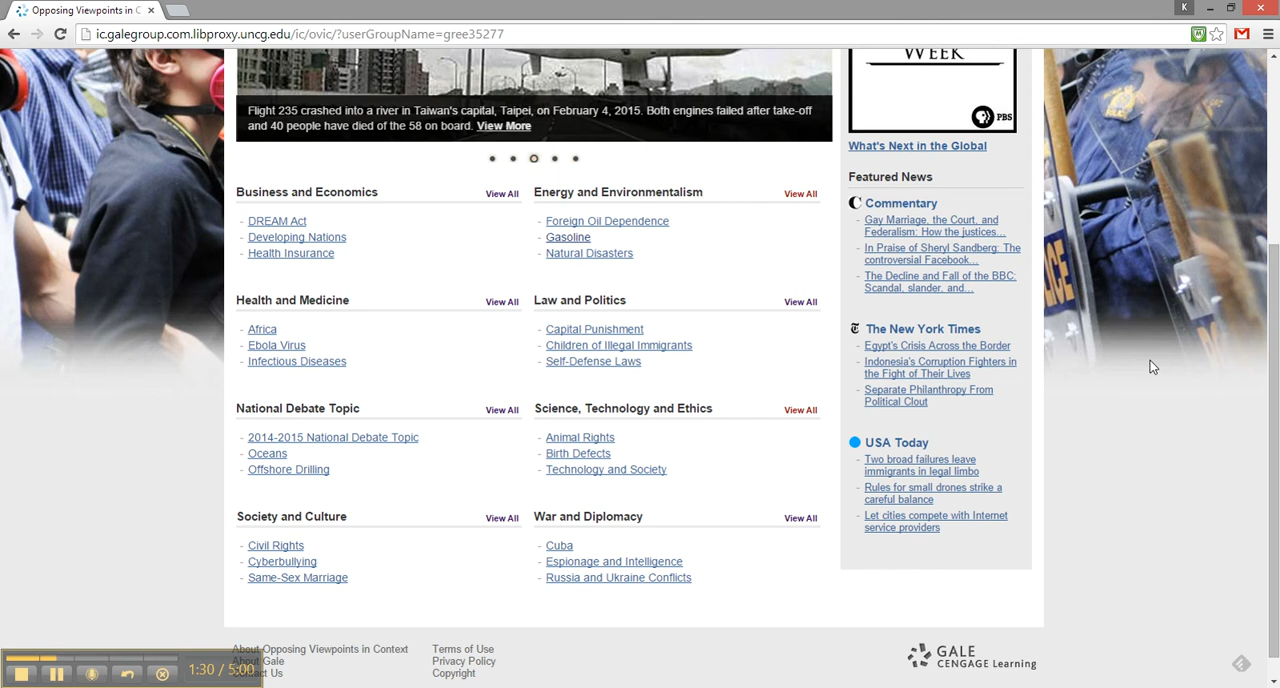 Opposing Viewpoints in C
K
ic.galegroup.com.libproxy.uncg.edu/ic/ovic/?userGroupName=gree35277
Flight 235 crashed into a river in Taiwan's capital, Taipei, on February 4, 2015. Both engines failed after take-off
and 40 people have died of the 58 on board. View More
Business and Economics View All
- DREAM Act
- Developing Nations
- Health Insurance
Energy and Environmentalism View All
- Foreign Oil Dependence
- Gasoline
- Natural Disasters
Health and Medicine View All
- Africa
- Ebola Virus
- Infectious Diseases
Law and Politics View All
- Capital Punishment
- Children of Illegal Immigrants
- Self-Defense Laws
National Debate Topic View All
- 2014-2015 National Debate Topic
- Oceans
- Offshore Drilling
Science, Technology and Ethics View All
- Animal Rights
- Birth Defects
- Technology and Society
Society and Culture View All
- Civil Rights
- Cyberbullying
- Same-Sex Marriage
War and Diplomacy View All
- Cuba
- Espionage and Intelligence
- Russia and Ukraine Conflicts
WEEK
PBS
What's Next in the Global
Featured News
Commentary
- Gay Marriage, the Court, and
Federalism: How the justices...
- In Praise of Sheryl Sandberg: The
controversial Facebook...
- The Decline and Fall of the BBC:
Scandal, slander, and...
The New York Times
- Egypt's Crisis Across the Border
- Indonesia's Corruption Fighters in
the Fight of Their Lives
- Separate Philanthropy From
Political Clout
USA Today
- Two broad failures leave
immigrants in legal limbo
- Rules for small drones strike a
careful balance
- Let cities compete with Internet
service providers
About Opposing Viewpoints in Context
About Gale
Contact Us
Terms of Use
Privacy Policy
Copyright
GALE
CENGAGE Learning
1:30 / 5:00